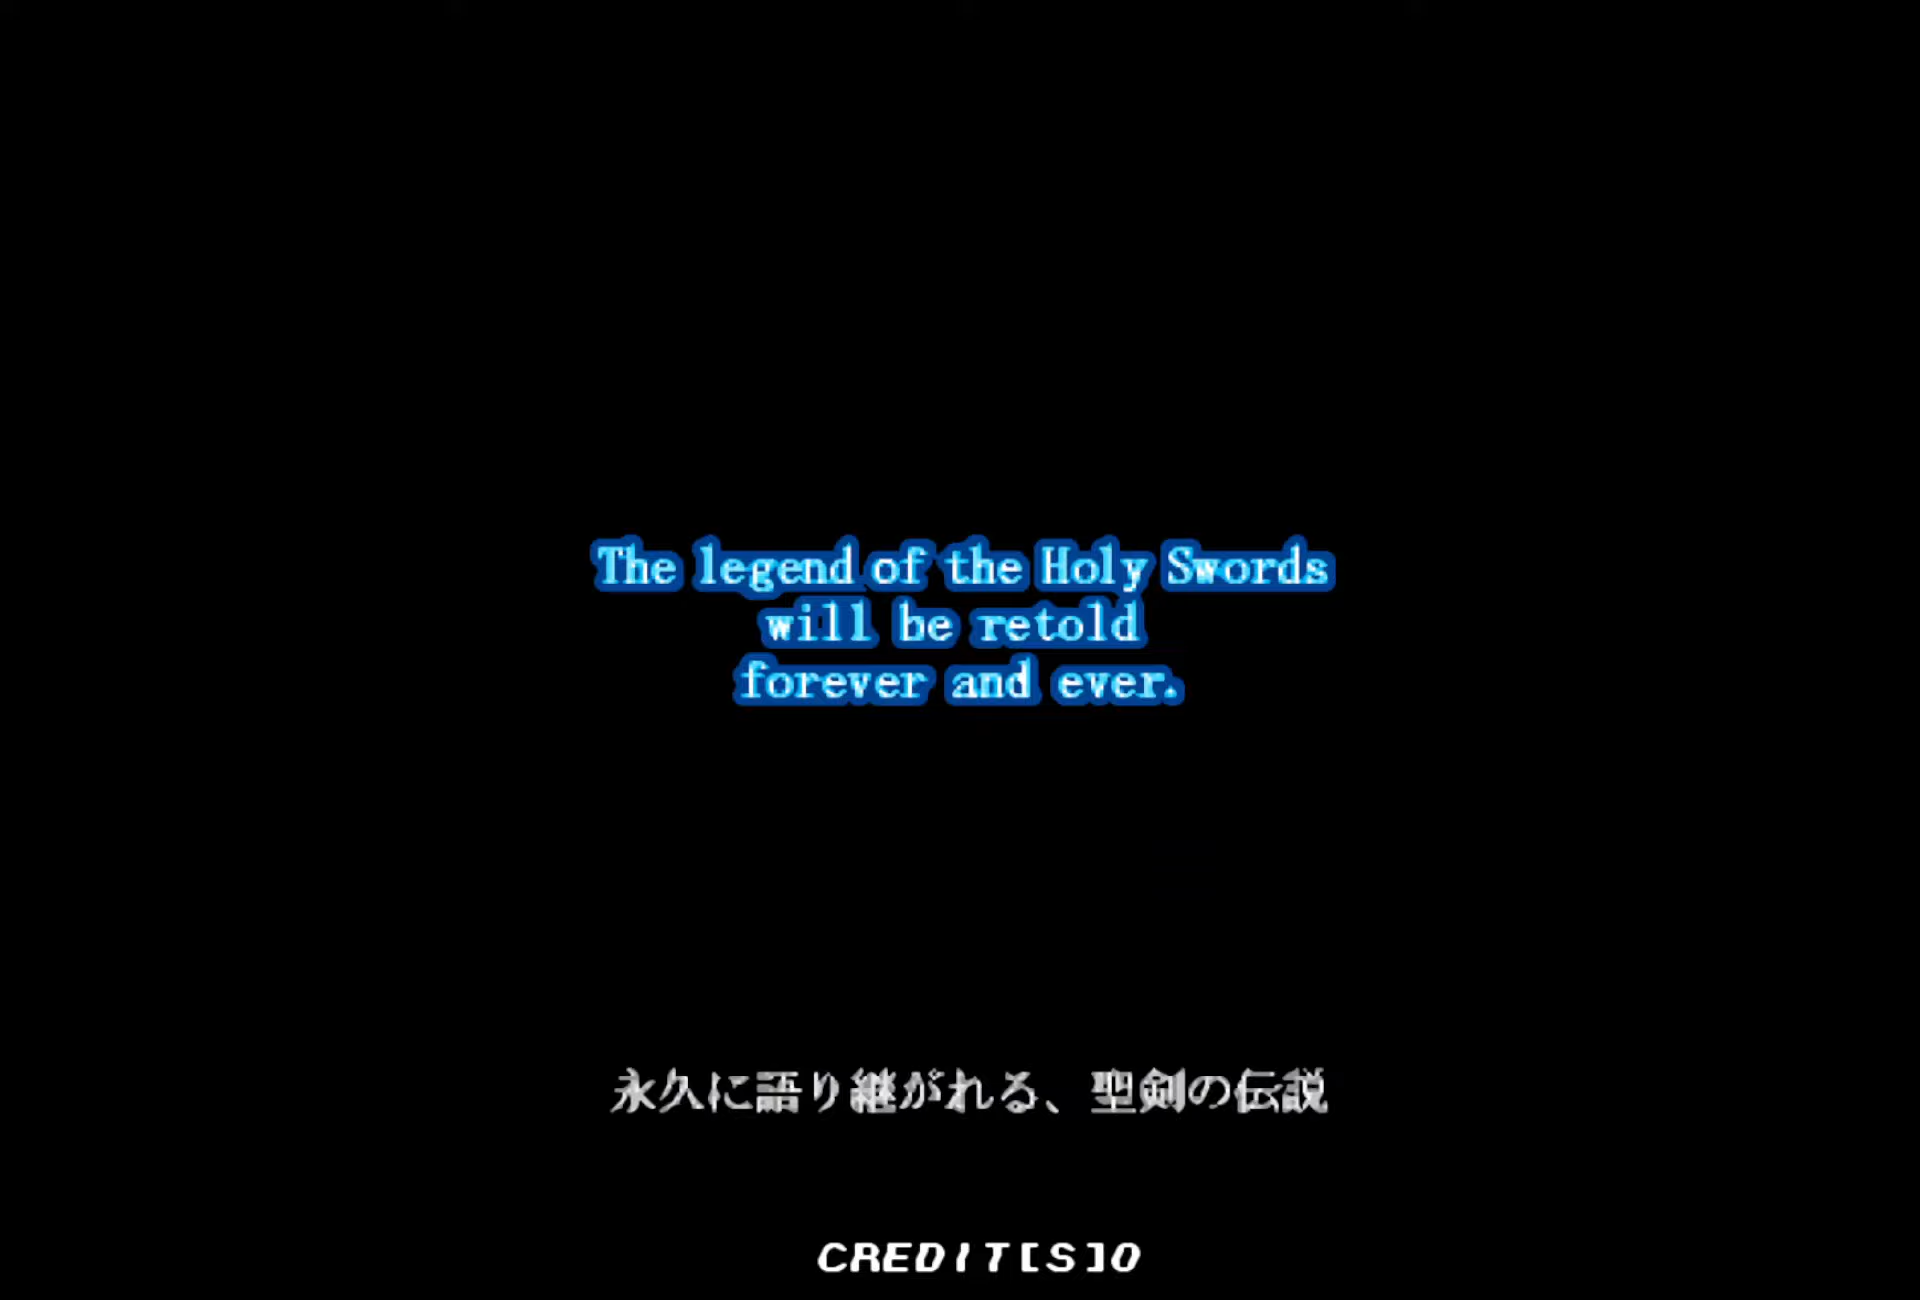 The legend of the Holy Swords
will be retold
forever and ever.
永久に語り継がれる、聖剣の伝説
CREDIT[S]0